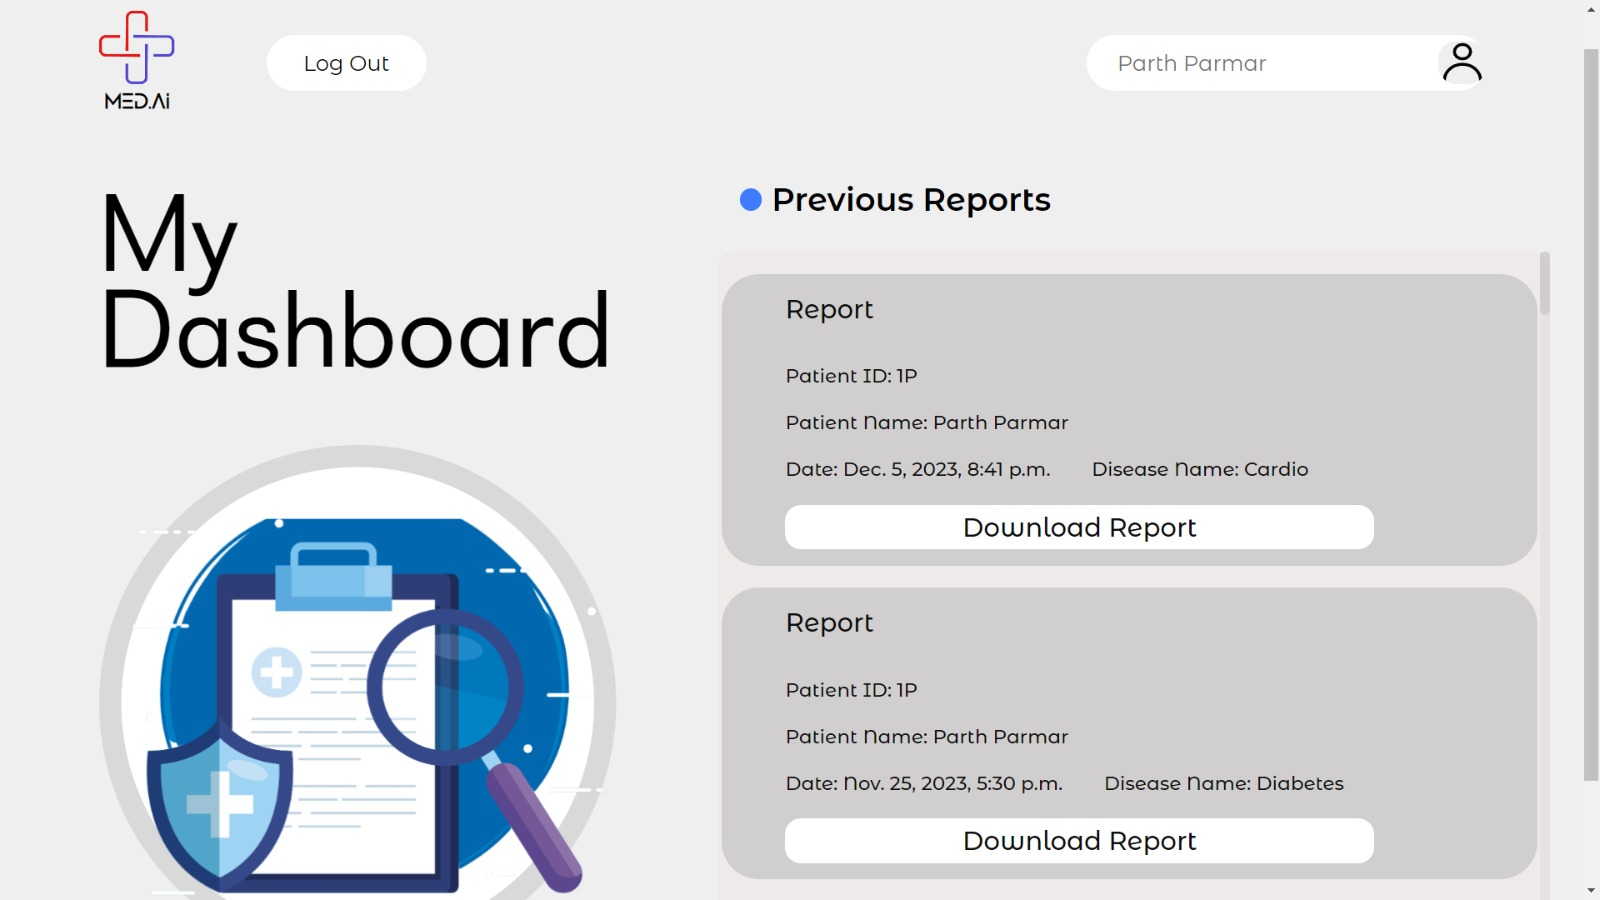 MED.Ai
Log Out
Parth Parmar
My
Dashboard
Previous Reports
Report
Patient ID: 1P
Patient Name: Parth Parmar
Date: Dec. 5, 2023, 8:41 p.m. Disease Name: Cardio
Download Report
Report
Patient ID: 1P
Patient Name: Parth Parmar
Date: Nov. 25, 2023, 5:30 p.m. Disease Name: Diabetes
Download Report